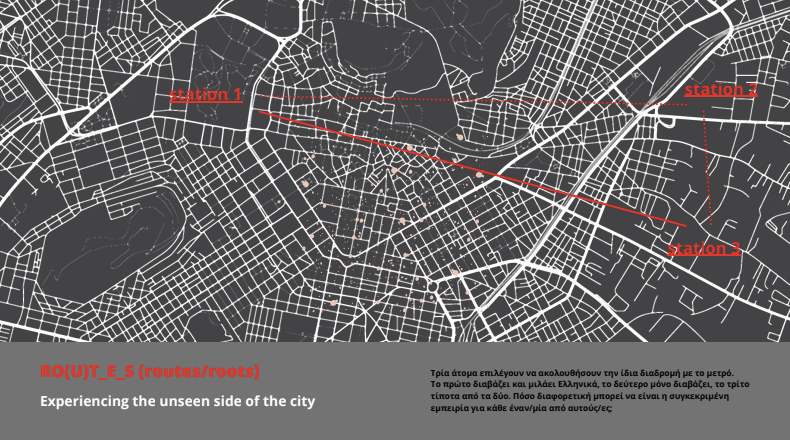 station 1
station 2
station 3
RO(U)T_E_S (routes/roots)
Experiencing the unseen side of the city
Τρία άτομα επιλέγουν να ακολουθήσουν την ίδια διαδρομή με το μετρό.
Το πρώτο διαβάζει και μιλάει Ελληνικά, το δεύτερο μόνο διαβάζει, το τρίτο
τίποτα από τα δύο. Πόσο διαφορετική μπορεί να είναι η συγκεκριμένη
εμπειρία για κάθε έναν/μία από αυτούς/ες;